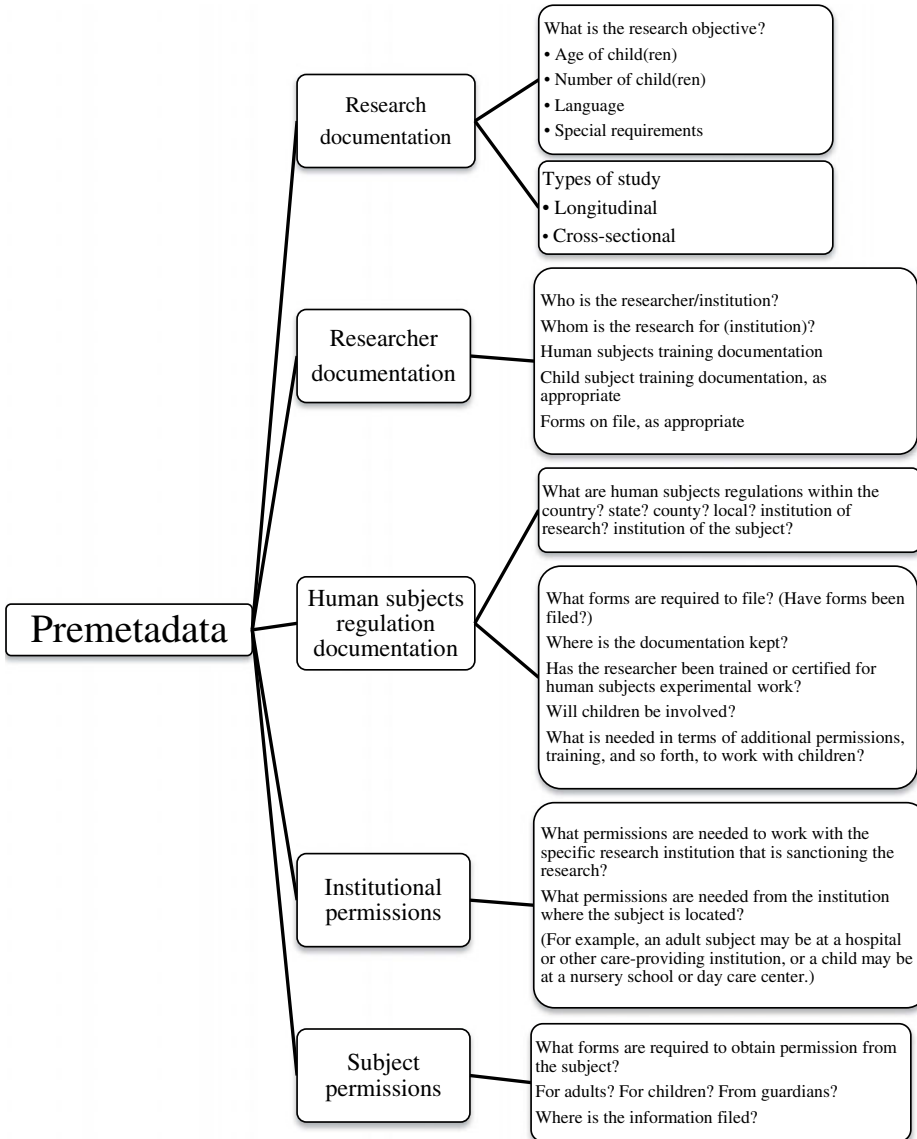 Premetadata
Research
documentation
What is the research objective?
• Age of child(ren)
• Number of child(ren)
• Language
• Special requirements
Types of study
• Longitudinal
• Cross-sectional
Researcher
documentation
Who is the researcher/institution?
Whom is the research for (institution)?
Human subjects training documentation
Child subject training documentation, as
appropriate
Forms on file, as appropriate
Human subjects
regulation
documentation
What are human subjects regulations within the
country? state? county? local? institution of
research? institution of the subject?
What forms are required to file? (Have forms been
filed?)
Where is the documentation kept?
Has the researcher been trained or certified for
human subjects experimental work?
Will children be involved?
What is needed in terms of additional permissions,
training, and so forth, to work with children?
Institutional
permissions
What permissions are needed to work with the
specific research institution that is sanctioning the
research?
What permissions are needed from the institution
where the subject is located?
(For example, an adult subject may be at a hospital
or other care-providing institution, or a child may be
at a nursery school or day care center.)
Subject
permissions
What forms are required to obtain permission from
the subject?
For adults? For children? From guardians?
Where is the information filed?